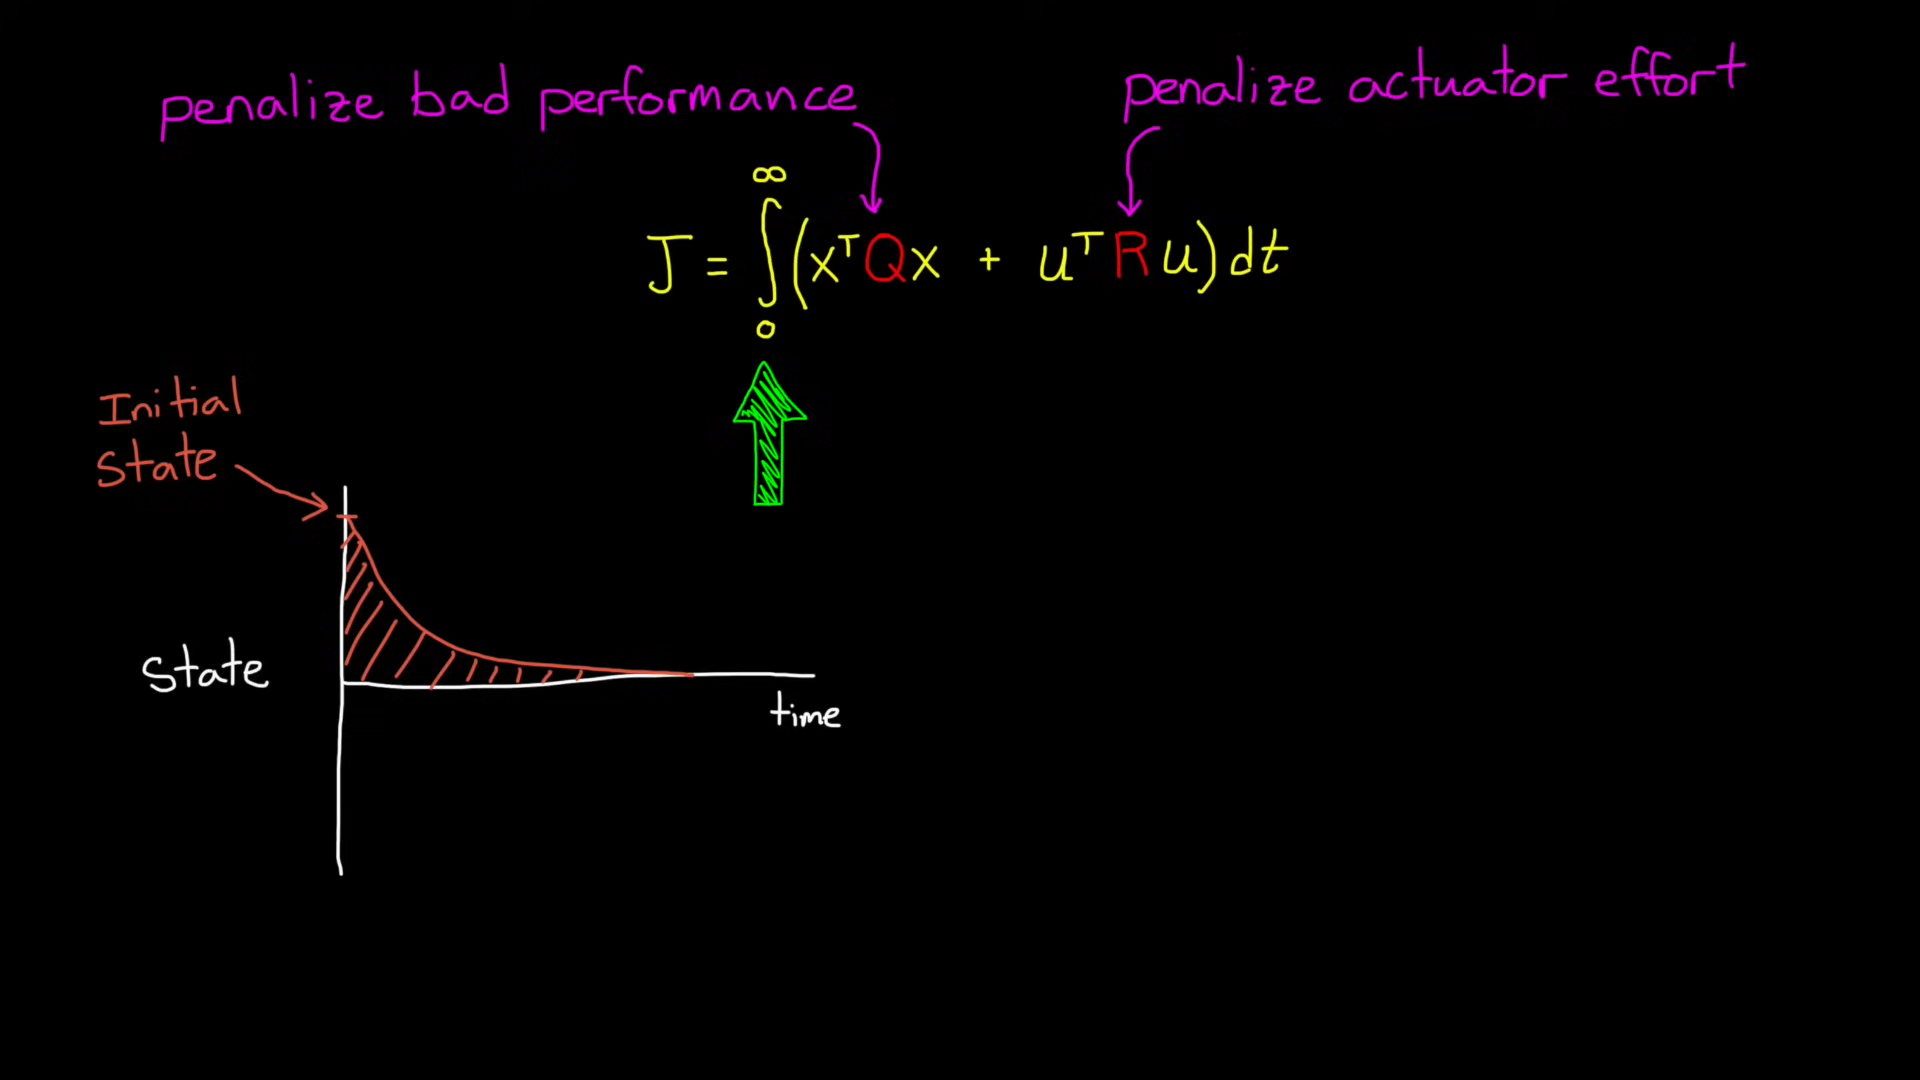 penalize bad performance
penalize actuator effort
J = ∫₀^∞ (xᵀQx + uᵀRu)dt
Initial
State
State
time